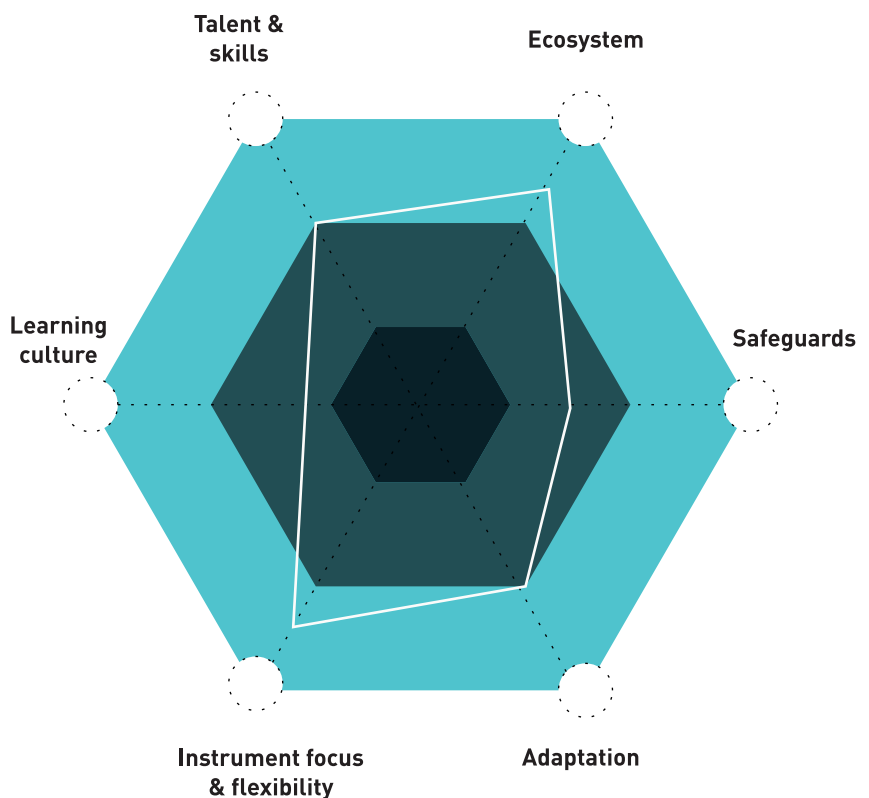 Talent &
skills
Ecosystem
Learning
culture
Safeguards
Instrument focus
& flexibility
Adaptation